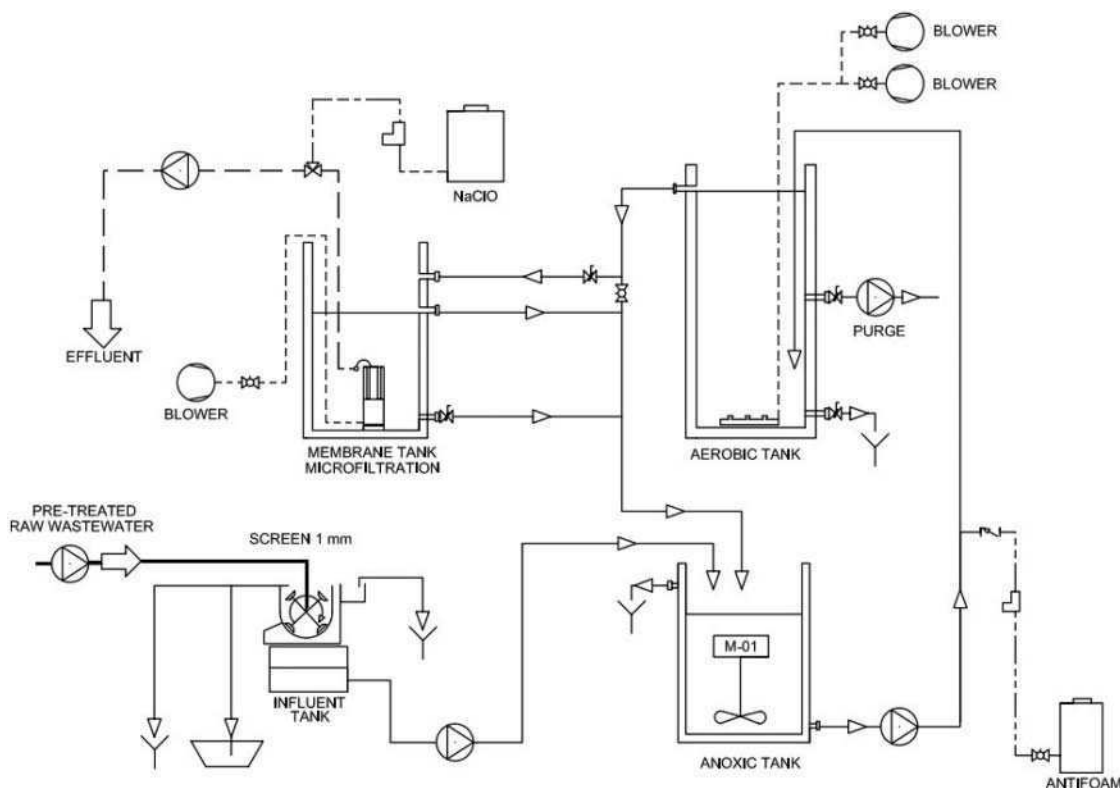 BLOWER
BLOWER
NaClO
EFFLUENT
BLOWER
MEMBRANE TANK
MICROFILTRATION
PURGE
AEROBIC TANK
PRE-TREATED
RAW WASTEWATER
SCREEN 1 mm
INFLUENT
TANK
M-01
ANOXIC TANK
ANTIFOAM